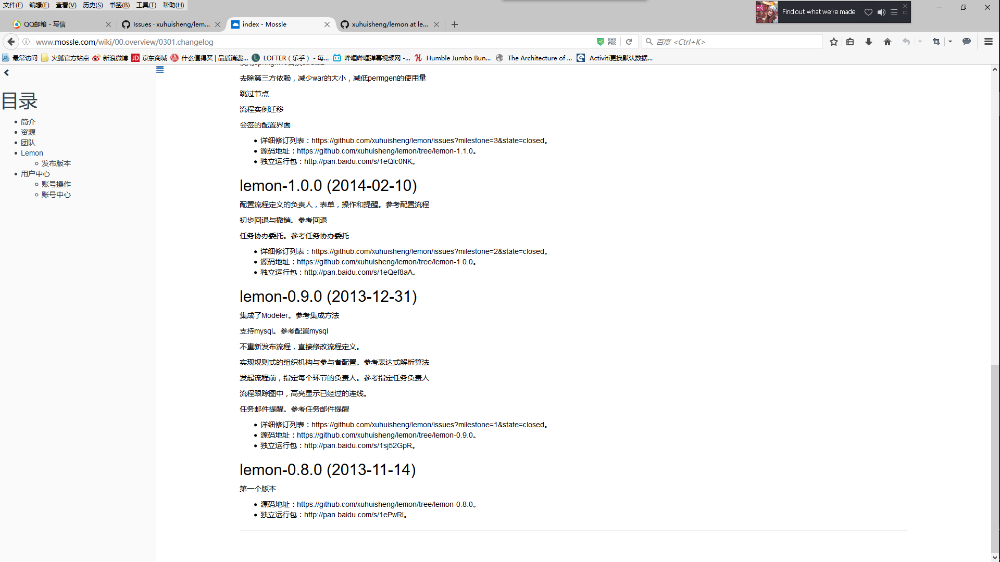 文件(F) 编辑(E) 查看(V) 历史(S) 书签(B) 工具(T) 帮助(H)
Find out what we're made
QQ邮箱 - 写信
Issues · xuhuisheng/lem...
index - Mossle
xuhuisheng/lemon at le...
www.mossle.com/wiki/00.overview/0301.changelog
百度 <Ctrl+K>
最常访问 火狐官方站点 新浪微博 JD 京东商城 什么值得买 | 品质消费... LOFTER（乐乎） - 每... 哔哩哔哩弹幕视频网 -... Humble Jumbo Bun... The Architecture of ... Activiti更换默认数据...
目录
简介
资源
团队
Lemon
发布版本
用户中心
账号操作
账号中心
去除第三方依赖，减少war的大小，减低permgen的使用量
跳过节点
流程实例迁移
会签的配置界面
详细修订列表：https://github.com/xuhuisheng/lemon/issues?milestone=3&state=closed。
源码地址：https://github.com/xuhuisheng/lemon/tree/lemon-1.1.0。
独立运行包：http://pan.baidu.com/s/1eQlc0NK。
lemon-1.0.0 (2014-02-10)
配置流程定义的负责人，表单，操作和提醒。参考配置流程
初步回退与撤销。参考回退
任务协办委托。参考任务协办委托
详细修订列表：https://github.com/xuhuisheng/lemon/issues?milestone=2&state=closed。
源码地址：https://github.com/xuhuisheng/lemon/tree/lemon-1.0.0。
独立运行包：http://pan.baidu.com/s/1eQef8aA。
lemon-0.9.0 (2013-12-31)
集成了Modeler。参考集成方法
支持mysql。参考配置mysql
不重新发布流程，直接修改流程定义。
实现规则式的组织机构与参与者配置。参考表达式解析算法
发起流程前，指定每个环节的负责人。参考指定任务负责人
流程跟踪图中，高亮显示已经过的连线。
任务邮件提醒。参考任务邮件提醒
详细修订列表：https://github.com/xuhuisheng/lemon/issues?milestone=1&state=closed。
源码地址：https://github.com/xuhuisheng/lemon/tree/lemon-0.9.0。
独立运行包：http://pan.baidu.com/s/1sj52GpR。
lemon-0.8.0 (2013-11-14)
第一个版本
源码地址：https://github.com/xuhuisheng/lemon/tree/lemon-0.8.0。
独立运行包：http://pan.baidu.com/s/1ePwRl。